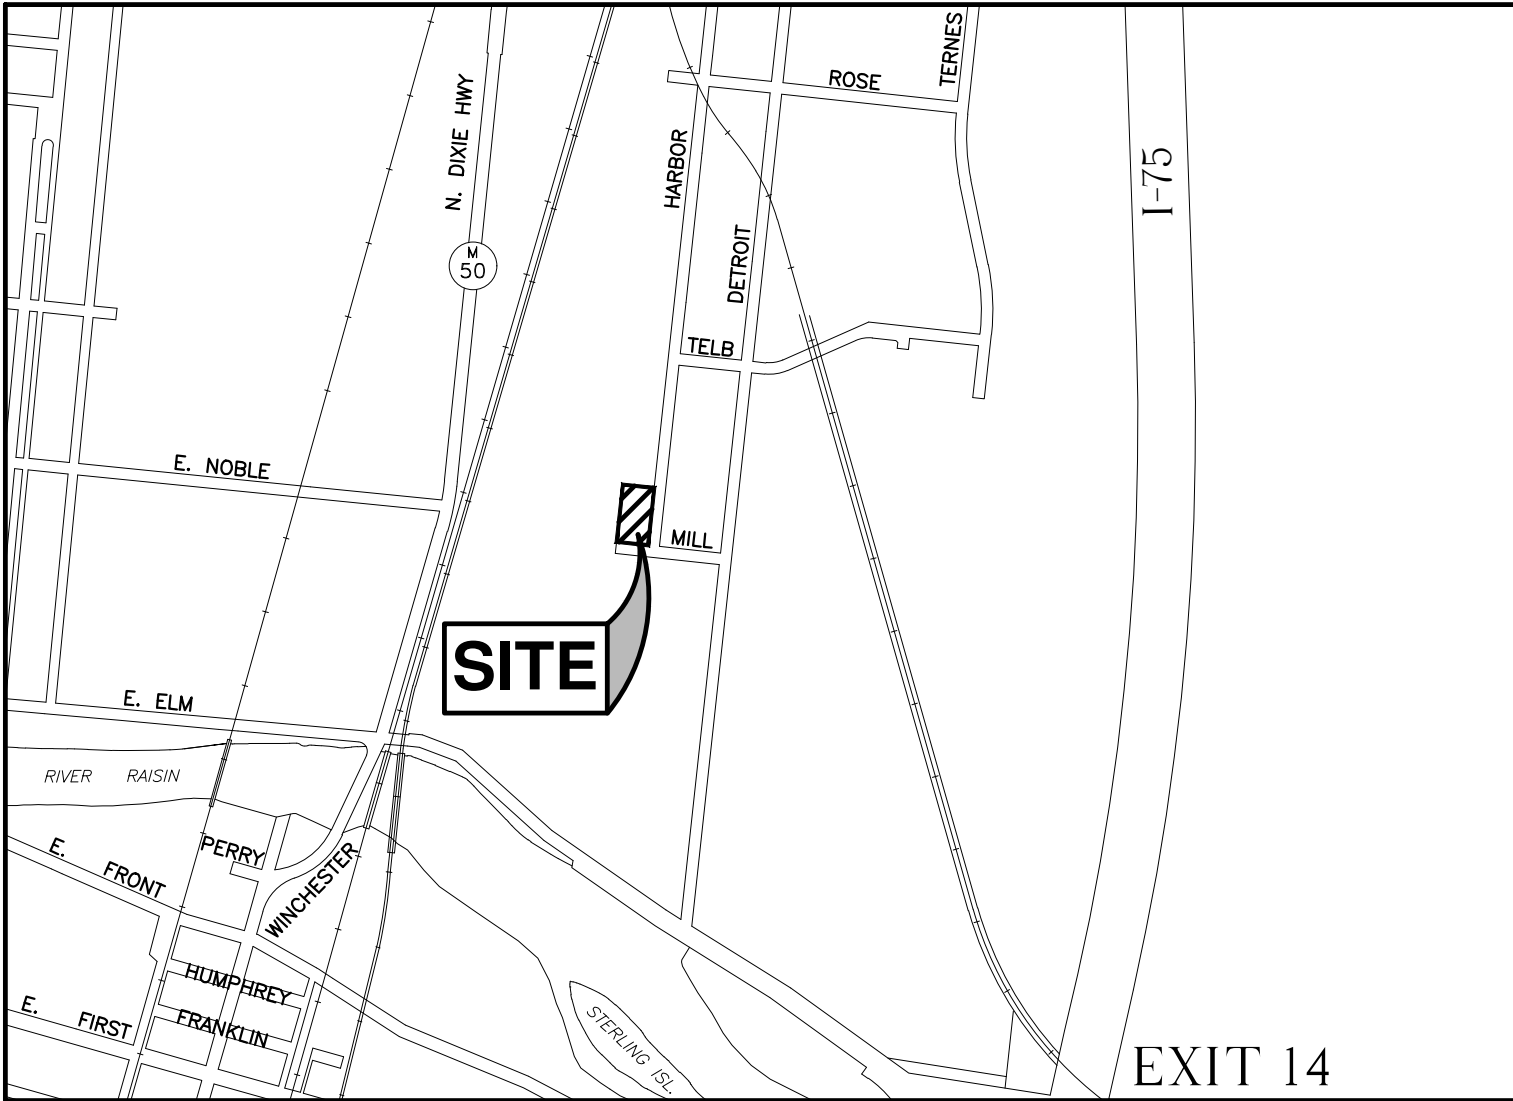 TERNES
ROSE
N. DIXIE HWY
HARBOR
I-75
M
50
DETROIT
TELB
E. NOBLE
MILL
SITE
E. ELM
RIVER RAISIN
PERRY
E. FRONT
WINCHESTER
HUMPHREY
E. FIRST
FRANKLIN
STERLING ISL.
EXIT 14